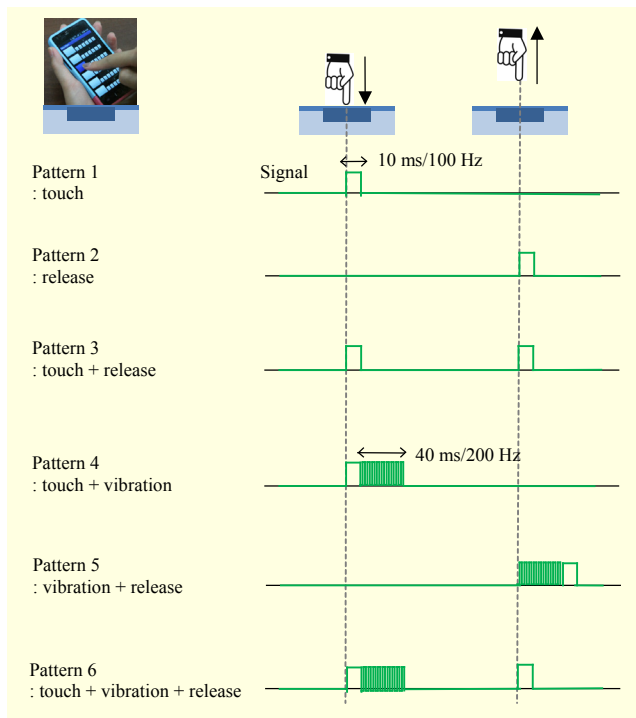 10 ms/100 Hz
Pattern 1
: touch
Signal
Pattern 2
: release
Pattern 3
: touch + release
40 ms/200 Hz
Pattern 4
: touch + vibration
Pattern 5
: vibration + release
Pattern 6
: touch + vibration + release